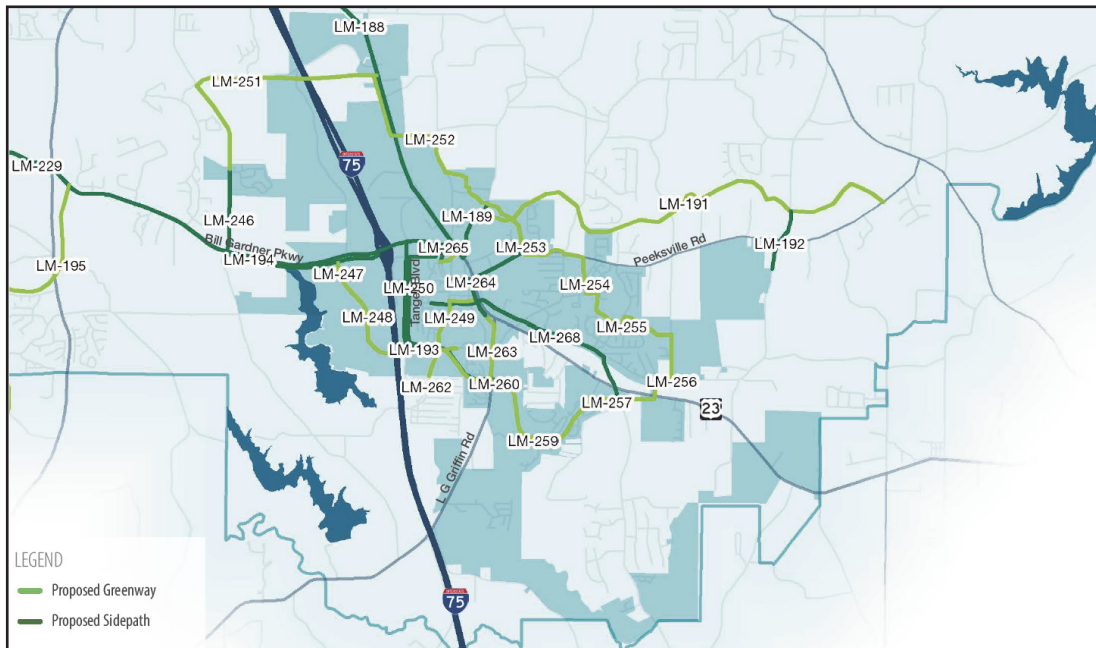 LM-188
LM-251
LM-252
75
LM-229
LM-191
LM-189
LM-246
Bill Gardner Pkwy
LM-265
LM-253
Peeksville Rd
LM-192
LM-194
LM-195
LM-247
LM-250
Tanger Blvd
LM-264
LM-254
LM-248
LM-249
LM-255
LM-268
LM-193
LM-263
LM-262
LM-260
LM-256
LM-257
23
LM-259
L G Griffin Rd
LEGEND
Proposed Greenway
Proposed Sidepath
75